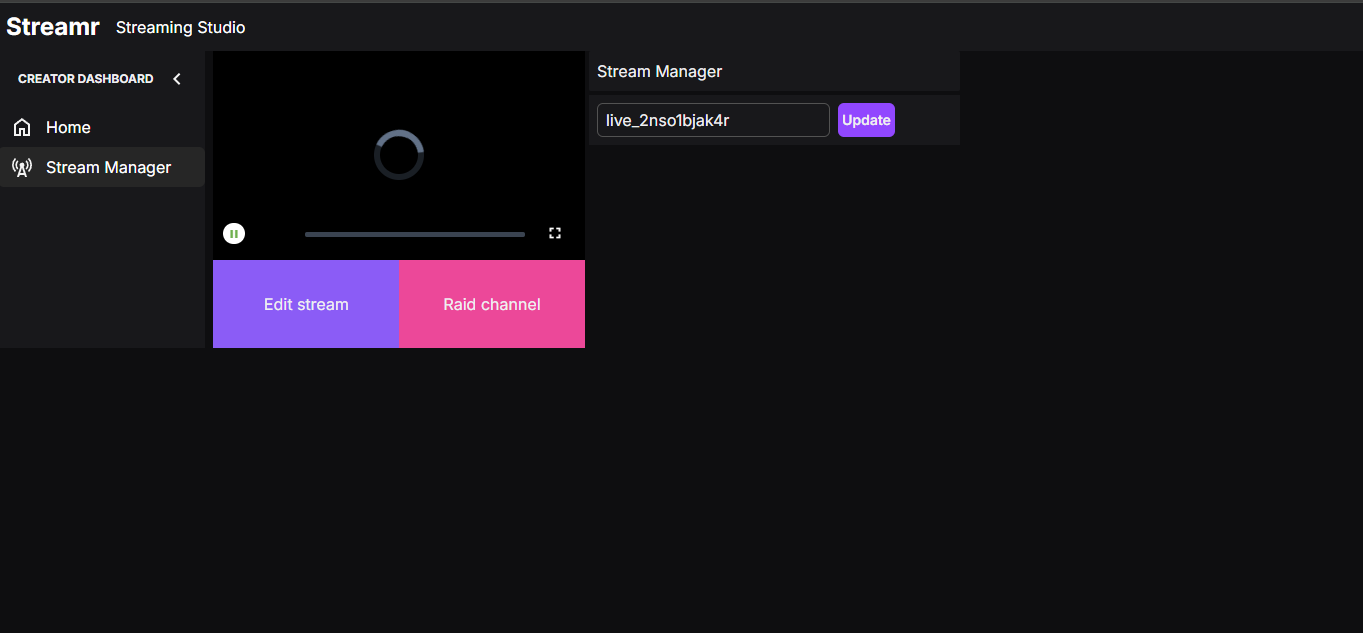 Streamr Streaming Studio
CREATOR DASHBOARD
Home
Stream Manager
Edit stream
Raid channel
Stream Manager
live_2nso1bjak4r
Update